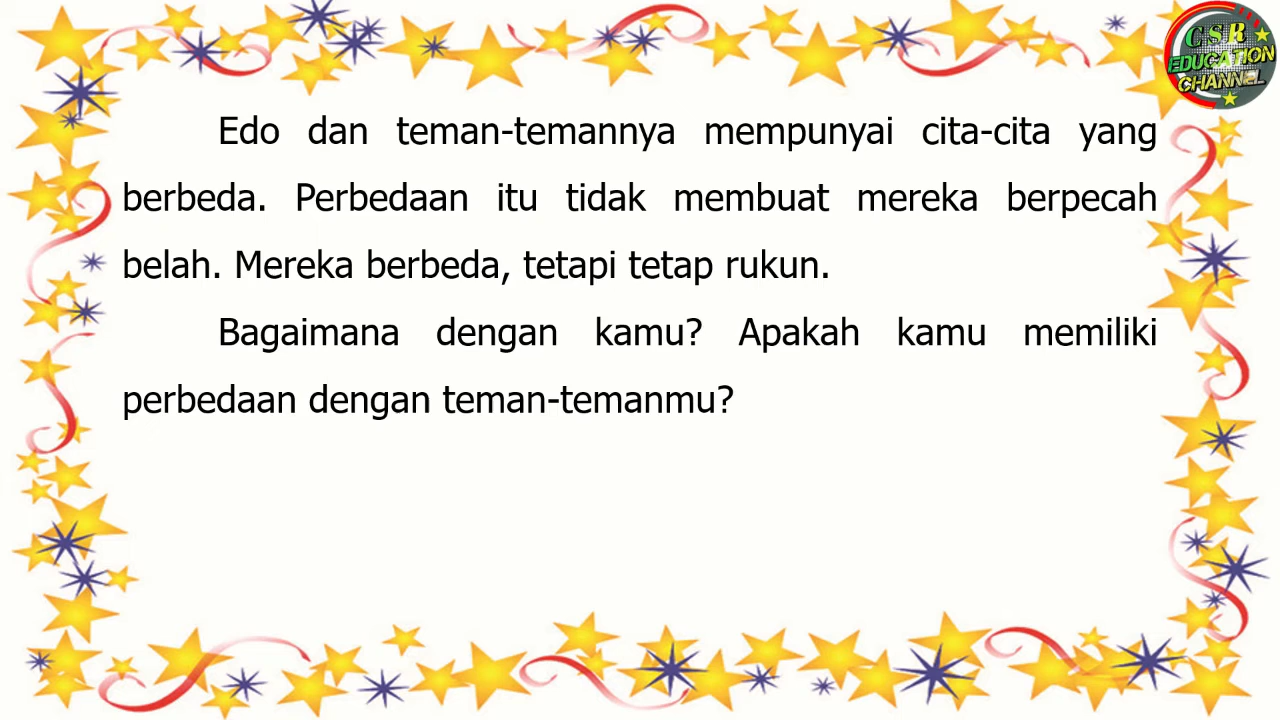 C S R
EDUCATION
CHANNEL
Edo dan teman-temannya mempunyai cita-cita yang
berbeda. Perbedaan itu tidak membuat mereka berpecah
belah. Mereka berbeda, tetapi tetap rukun.
Bagaimana dengan kamu? Apakah kamu memiliki
perbedaan dengan teman-temanmu?